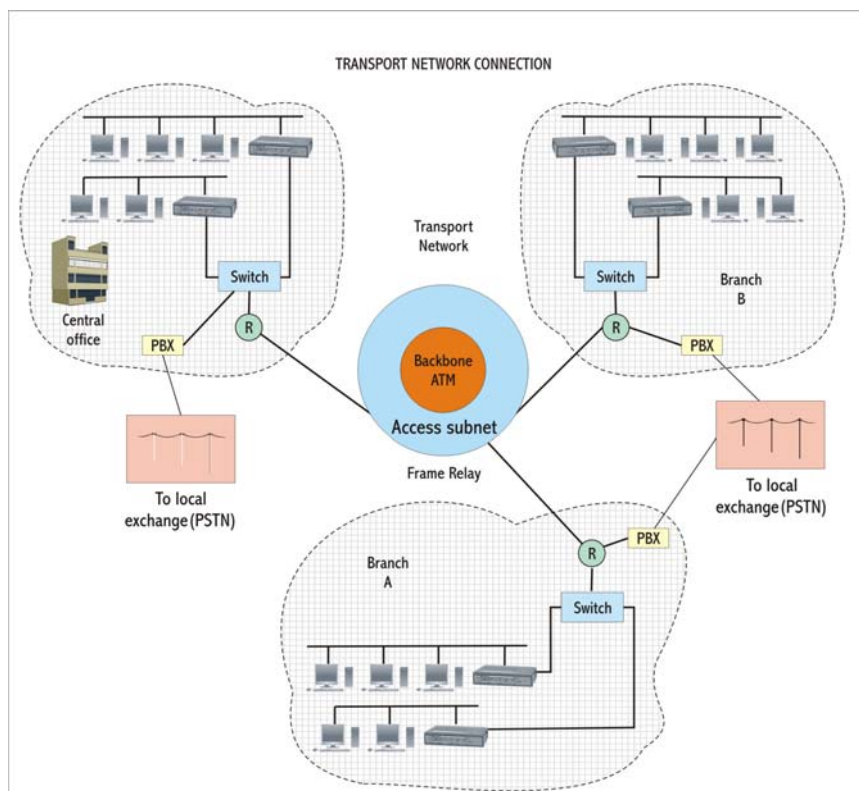 TRANSPORT NETWORK CONNECTION
Transport
Network
Switch
R
Central
office
PBX
Switch
R
Branch
B
PBX
Backbone
ATM
Access subnet
Frame Relay
To local
exchange (PSTN)
To local
exchange (PSTN)
Branch
A
R
PBX
Switch